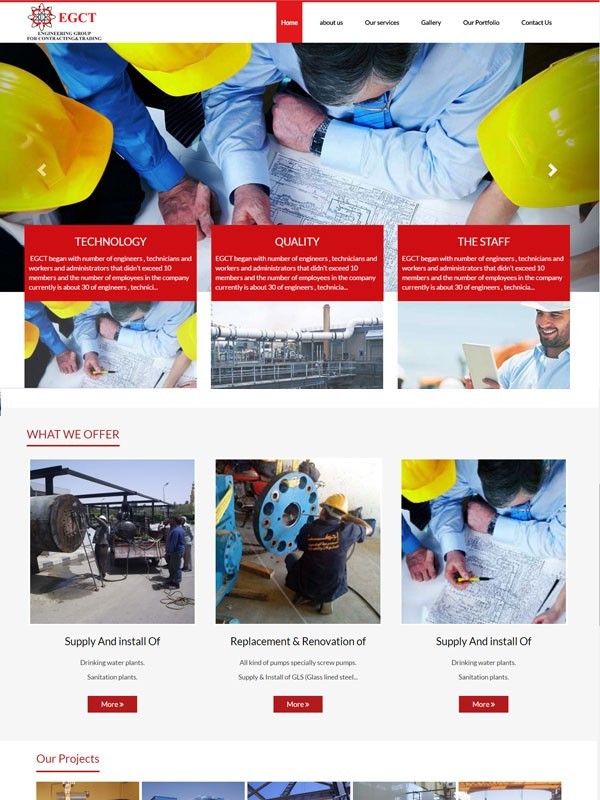 EGCT
ENGINEERING GROUP
FOR CONTRACTING&TRADING
Home
about us
Our services
Gallery
Our Portfolio
Contact Us
TECHNOLOGY
EGCT began with number of engineers , technicians and
workers and administrators that didn't exceed 10
members and the number of employees in the company
currently is about 30 of engineers , technici...
QUALITY
EGCT began with number of engineers , technicians and
workers and administrators that didn't exceed 10
members and the number of employees in the company
currently is about 30 of engineers , technicia...
THE STAFF
EGCT began with number of engineers , technicians and
workers and administrators that didn't exceed 10
members and the number of employees in the company
currently is about 30 of engineers , technicia...
WHAT WE OFFER
Supply And install Of
Drinking water plants.
Sanitation plants.
More »
Replacement & Renovation of
All kind of pumps specially screw pumps.
Supply & Install of GLS (Glass lined steel...
More »
Supply And install Of
Drinking water plants.
Sanitation plants.
More »
Our Projects